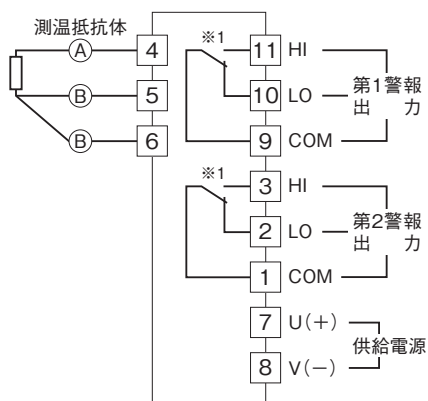 測温抵抗体
A 4
B 5
B 6
※1
11 HI
10 LO
9 COM
第1警報
出 力
※1
3 HI
2 LO
1 COM
第2警報
出 力
7 U(+)
8 V(−)
供給電源